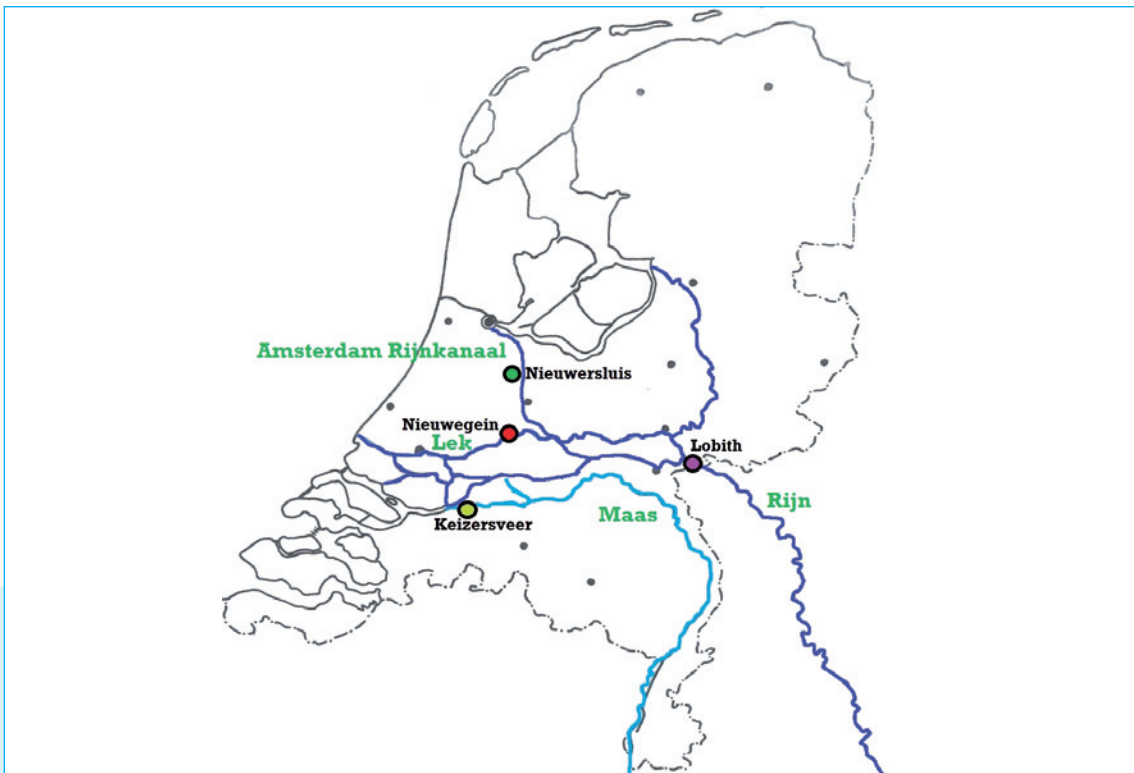 Amsterdam Rijnkanaal
Nieuwersluis
Nieuwegein
Lek
Lobith
Rijn
Maas
Keizersveer